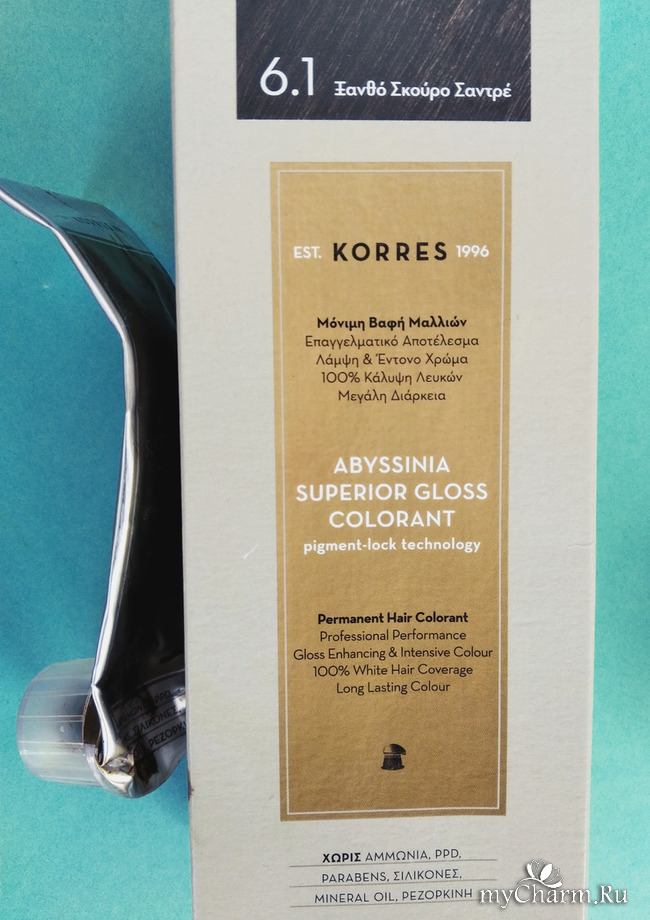 6.1 Ξανθό Σκούρο Σαντρέ
EST. KORRES 1996
Μόνιμη Βαφή Μαλλιών
Επαγγελματικό Αποτέλεσμα
Λάμψη & Έντονο Χρώμα
100% Κάλυψη Λευκών
Μεγάλη Διάρκεια
ABYSSINIA
SUPERIOR GLOSS
COLORANT
pigment-lock technology
Permanent Hair Colorant
Professional Performance
Gloss Enhancing & Intensive Colour
100% White Hair Coverage
Long Lasting Colour
ΧΩΡΙΣ ΑΜΜΩΝΙΑ, PPD,
PARABENS, ΣΙΛΙΚΟΝΕΣ,
MINERAL OIL, ΡΕΖΟΡΚΙΝΗ
PPD,
ΣΙΛΙΚΟΝΕΣ,
myCharm.Ru